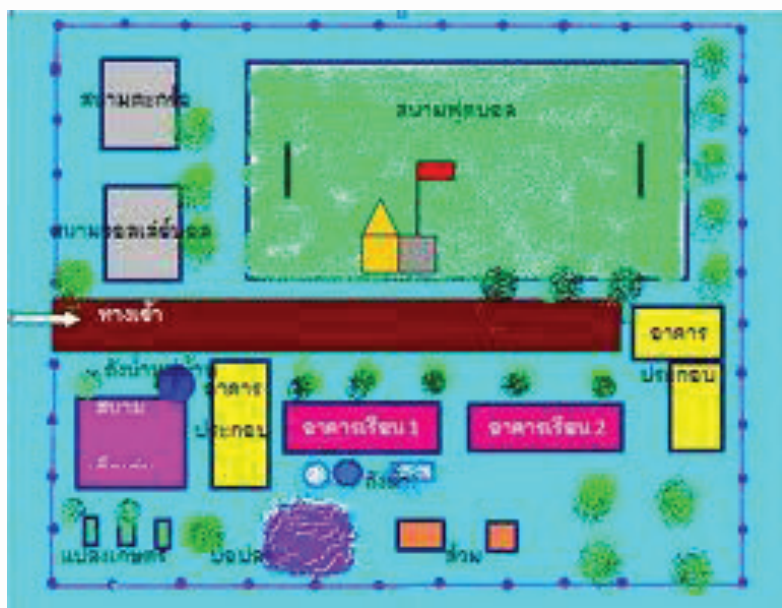 สนามตะกร้อ
สนามฟุตบอล
สนามวอลเล่ย์บอล
ทางเข้า
อาคาร
ประกอบ
อาคาร
ประกอบ
สนาม
อาคารเรียน 1
อาคารเรียน 2
แปลงเกษตร
บ่อปลา
ส้วม